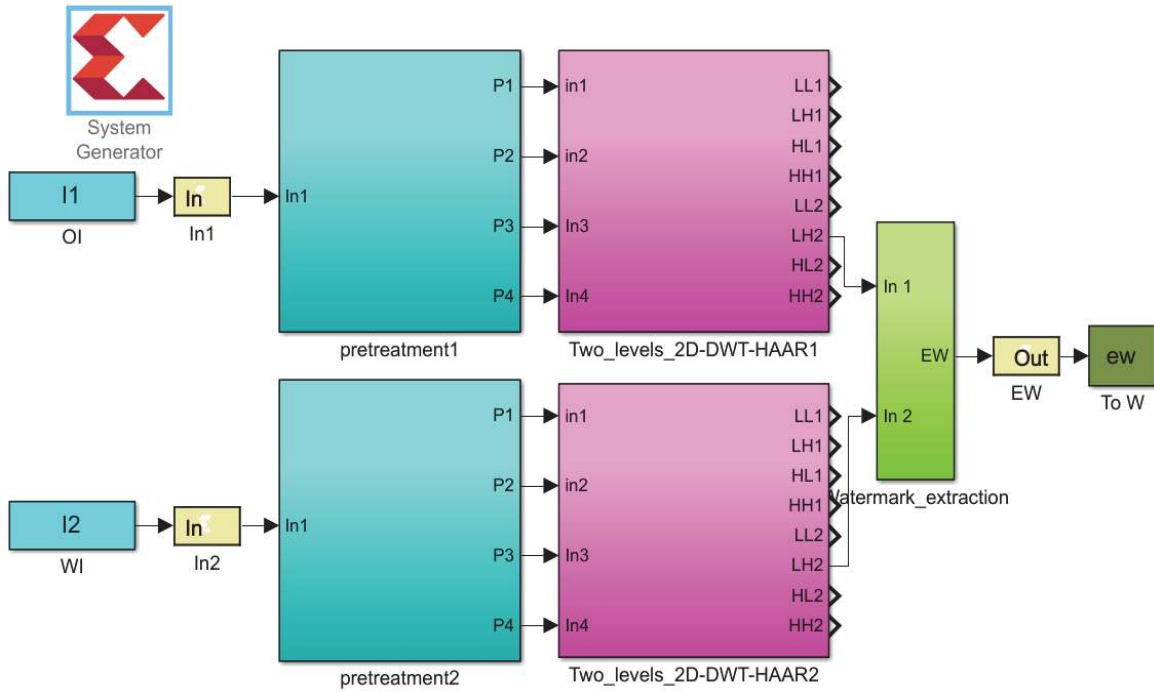 System
Generator
I1
OI
In
In1
In1
P1
P2
P3
P4
pretreatment1
in1
in2
In3
In4
LL1
LH1
HL1
HH1
LL2
LH2
HL2
HH2
Two_levels_2D-DWT-HAAR1
I2
WI
In
In2
In1
P1
P2
P3
P4
pretreatment2
in1
in2
In3
In4
LL1
LH1
HL1
HH1
LL2
LH2
HL2
HH2
Two_levels_2D-DWT-HAAR2
In 1
In 2
EW
Watermark_extraction
Out
EW
ew
To W